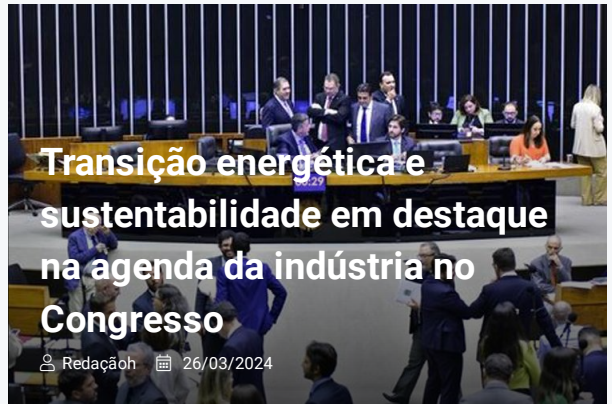 Transição energética e
sustentabilidade em destaque
na agenda da indústria no
Congresso
Redaçãoh 26/03/2024